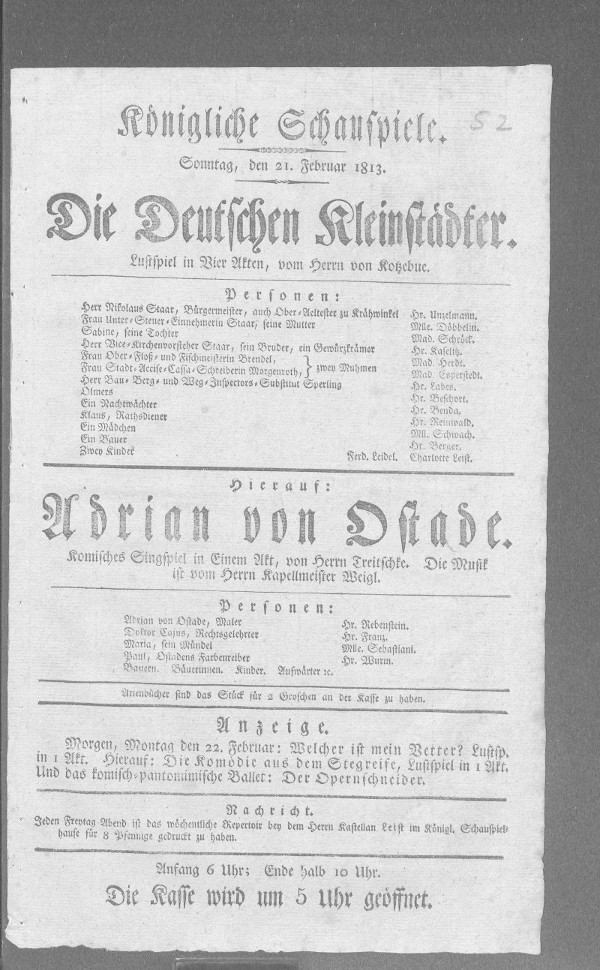 52
Königliche Schauspiele.
Sonntag, den 21. Februar 1813.
Die Deutschen Kleinstädter.
Lustspiel in Vier Akten, vom Herrn von Kotzebue.
Personen:
Herr Nikolaus Staar, Bürgermeister, auch Ober-Aeltester zu Krähwinkel Hr. Unzelmann.
Frau Unter-Steuer-Einnehmerin Staar, seine Mutter Mlle. Döbbelin.
Sabine, seine Tochter Mad. Schröck.
Herr Vice-Kirchenvorsteher Staar, sein Bruder, ein Gewürzkrämer Hr. Kaselitz.
Frau Ober-Floß- und Fischmeisterin Brendel, Mad. Herdt.
Frau Stadt-Accise-Cassa-Schreiberin Morgenroth, } zwey Muhmen Mad. Lopetstedt.
Herr Bau- Berg- und Weg-Inspectors-Substitut Sperling Hr. Labes.
Olmers Hr. Beschort.
Ein Nachtwächter Hr. Benda.
Klaus, Rathsdiener Hr. Reinwald.
Ein Mädchen Mll. Schwach.
Ein Bauer Hr. Berger.
Zwey Kinder Ferd. Leidel. Charlotte Leist.
Hierauf:
Adrian von Ostade.
Komisches Singspiel in Einem Akt, von Herrn Treitschke. Die Musik
ist vom Herrn Kapellmeister Weigl.
Personen:
Adrian von Ostade, Maler Hr. Rebenstein.
Doktor Cajus, Rechtsgelehrter Hr. Franz.
Maria, sein Mündel Mlle. Sebastiani.
Paul, Ostadens Farbenreiber Hr. Wurm.
Bauern. Bäuerinnen. Kinder. Aufwärter ꝛc.
Arienbücher sind das Stück für 2 Groschen an der Kasse zu haben.
Anzeige.
Morgen, Montag den 22. Februar: Welcher ist mein Vetter? Lustsp.
in 1 Akt. Hierauf: Die Komödie aus dem Stegreife, Lustspiel in 1 Akt.
Und das komisch-pantomimische Ballet: Der Opernschneider.
Nachricht.
Jeden Freytag Abend ist das wöchentliche Repertoir bey dem Herrn Kastellan Leist im Königl. Schauspiel-
hause für 8 Pfennige gedruckt zu haben.
Anfang 6 Uhr; Ende halb 10 Uhr.
Die Kasse wird um 5 Uhr geöffnet.